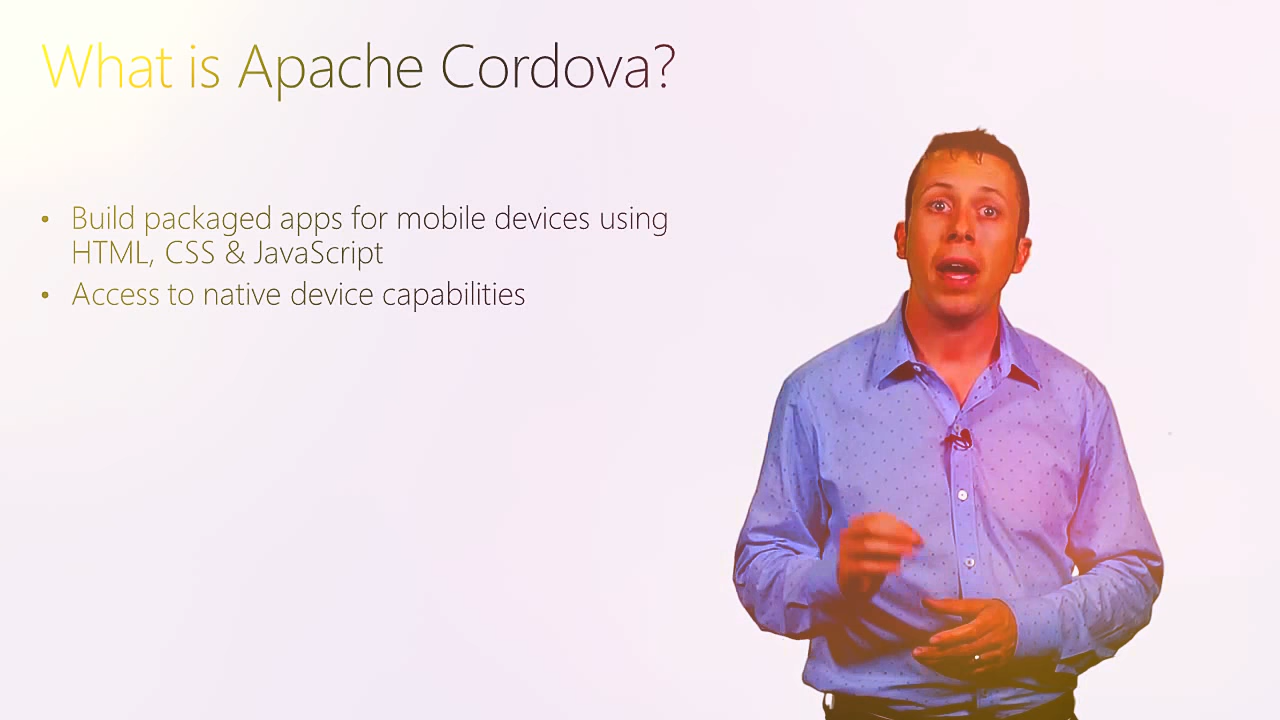 What is Apache Cordova?
• Build packaged apps for mobile devices using
HTML, CSS & JavaScript
• Access to native device capabilities